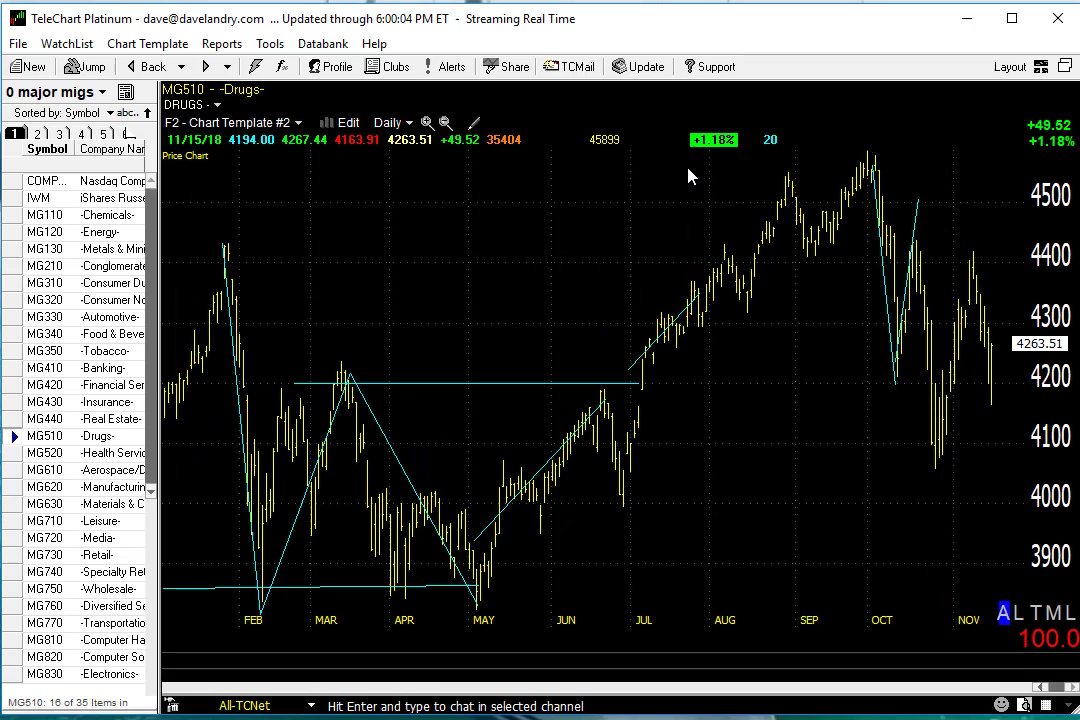 TeleChart Platinum - dave@davelandry.com ... Updated through 6:00:04 PM ET - Streaming Real Time
File WatchList Chart Template Reports Tools Databank Help
New Jump Back Profile Clubs Alerts Share TCMail Update Support Layout
0 major migs
MG510 - -Drugs-
Sorted by: Symbol abc..
DRUGS -
F2 - Chart Template #2 Edit Daily
1 2 3 4 5
11/15/18 4194.00 4267.44 4163.91 4263.51 +49.52 35404 45899 +1.18% 20
+49.52
+1.18%
Symbol Company Nar
Price Chart
COMP... Nasdaq Comp
IWM iShares Russe
MG110 -Chemicals-
MG120 -Energy-
MG130 -Metals & Mini
MG210 -Conglomerate
MG310 -Consumer Du
MG320 -Consumer No
MG330 -Automotive-
MG340 -Food & Beve
MG350 -Tobacco-
MG410 -Banking-
MG420 -Financial Ser
MG430 -Insurance-
MG440 -Real Estate-
MG510 -Drugs-
MG520 -Health Servic
MG610 -Aerospace/D
MG620 -Manufacturin
MG630 -Materials & C
MG710 -Leisure-
MG720 -Media-
MG730 -Retail-
MG740 -Specialty Ret
MG750 -Wholesale-
MG760 -Diversified Se
MG770 -Transportatio
MG810 -Computer Ha
MG820 -Computer So
MG830 -Electronics-
4500
4400
4300
4263.51
4200
4100
4000
3900
FEB MAR APR MAY JUN JUL AUG SEP OCT NOV
A L T M L
100.0
MG510: 16 of 35 Items in
All-TCNet Hit Enter and type to chat in selected channel